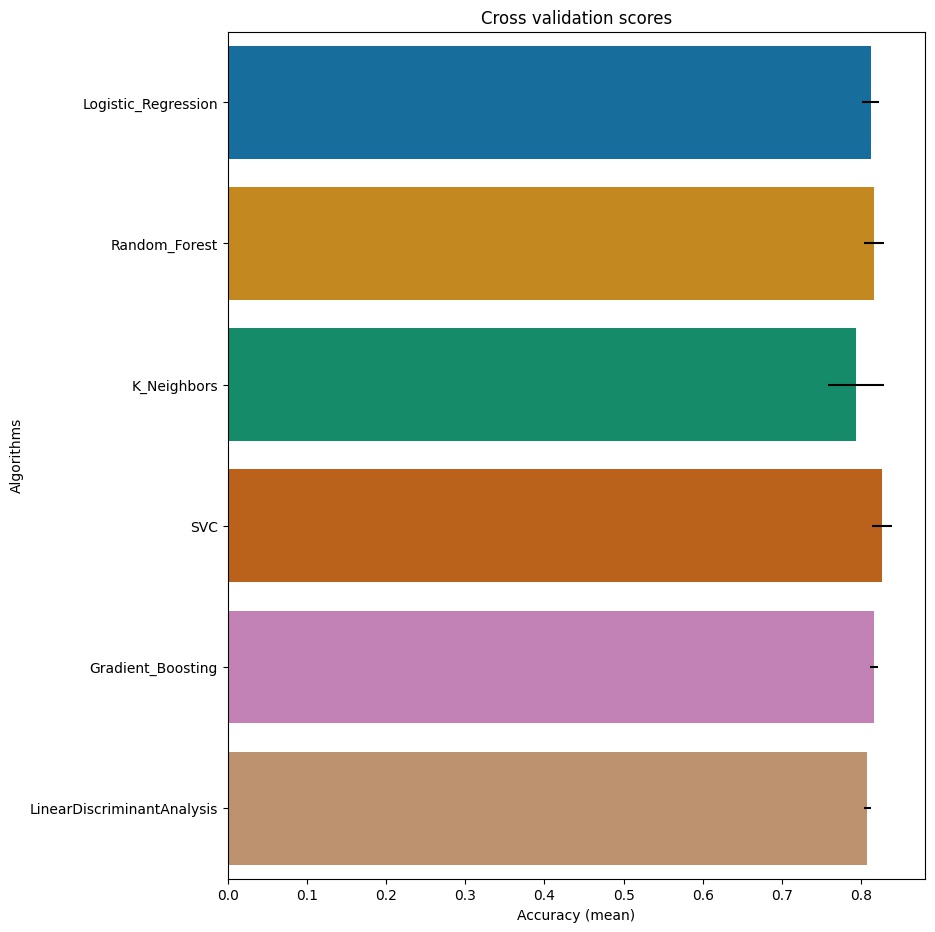 Cross validation scores
Algorithms
Logistic_Regression
Random_Forest
K_Neighbors
SVC
Gradient_Boosting
LinearDiscriminantAnalysis
0.0 0.1 0.2 0.3 0.4 0.5 0.6 0.7 0.8
Accuracy (mean)